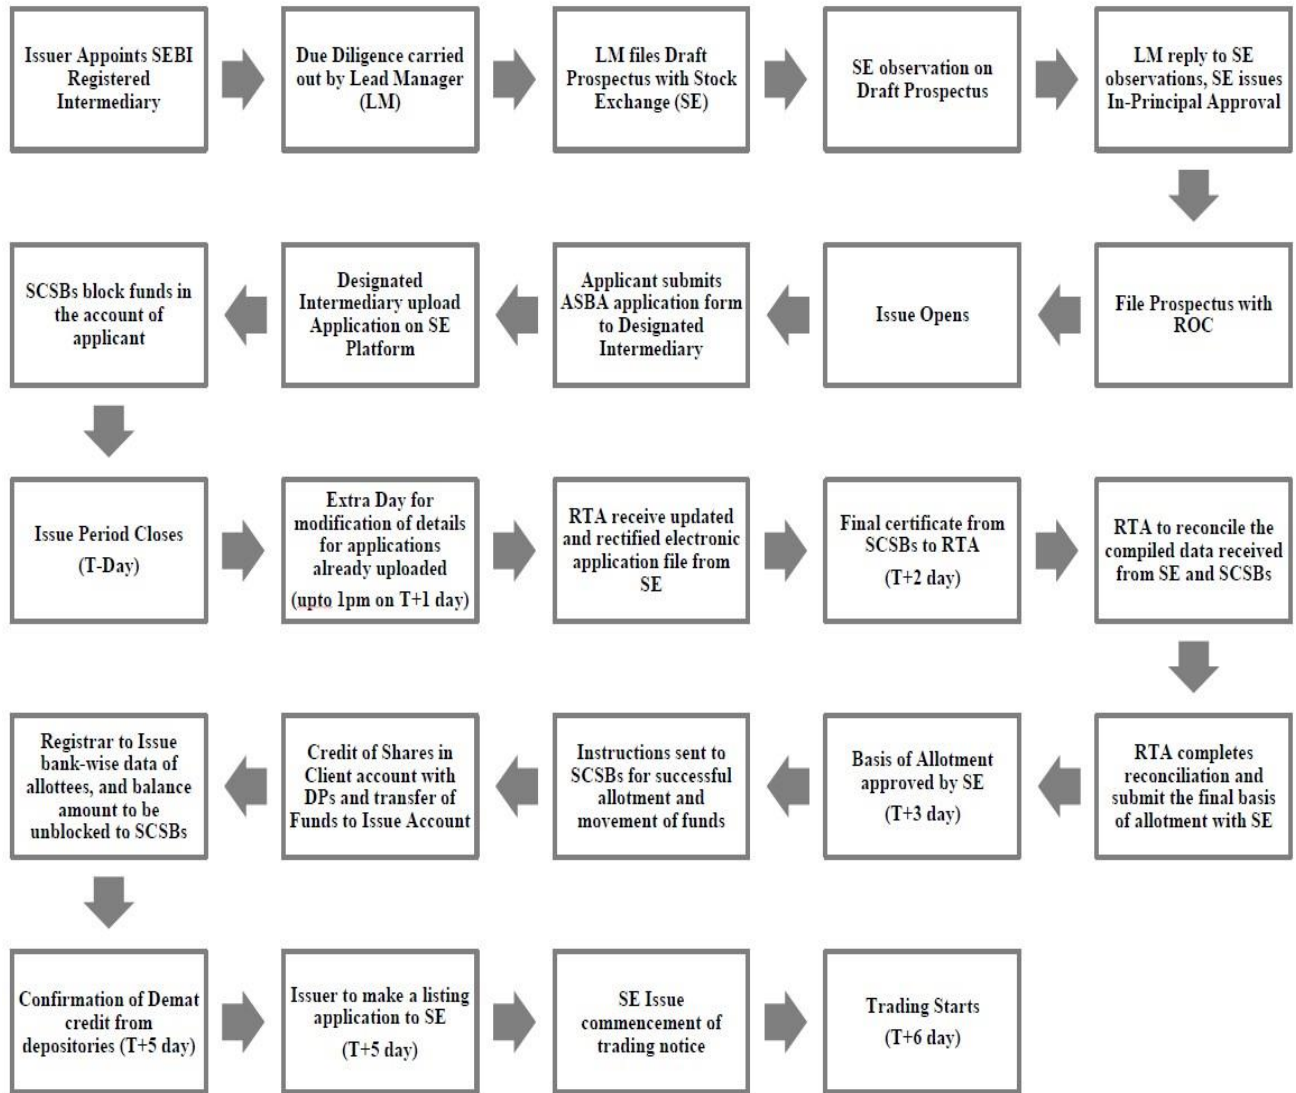 Issuer Appoints SEBI
Registered
Intermediary
Due Diligence carried
out by Lead Manager
(LM)
LM files Draft
Prospectus with Stock
Exchange (SE)
SE observation on
Draft Prospectus
LM reply to SE
observations, SE issues
In-Principal Approval
File Prospectus with
ROC
Issue Opens
Applicant submits
ASBA application form
to Designated
Intermediary
Designated
Intermediary upload
Application on SE
Platform
SCSBs block funds in
the account of
applicant
Issue Period Closes
(T-Day)
Extra Day for
modification of details
for applications
already uploaded
(upto 1pm on T+1 day)
RTA receive updated
and rectified electronic
application file from
SE
Final certificate from
SCSBs to RTA
(T+2 day)
RTA to reconcile the
compiled data received
from SE and SCSBs
RTA completes
reconciliation and
submit the final basis
of allotment with SE
Basis of Allotment
approved by SE
(T+3 day)
Instructions sent to
SCSBs for successful
allotment and
movement of funds
Credit of Shares in
Client account with
DPs and transfer of
Funds to Issue Account
Registrar to Issue
bank-wise data of
allottees, and balance
amount to be
unblocked to SCSBs
Confirmation of Demat
credit from
depositories (T+5 day)
Issuer to make a listing
application to SE
(T+5 day)
SE Issue
commencement of
trading notice
Trading Starts
(T+6 day)